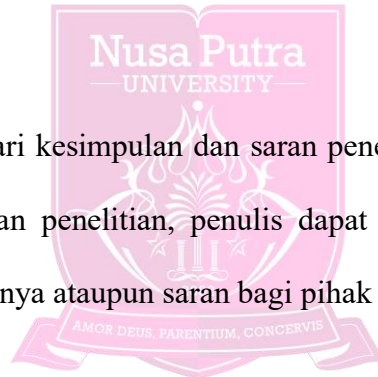 Nusa Putra
UNIVERSITY
ari kesimpulan dan saran pene
an penelitian, penulis dapat
nya ataupun saran bagi pihak
AMOR DEUS, PARENTIUM, CONCERVIS